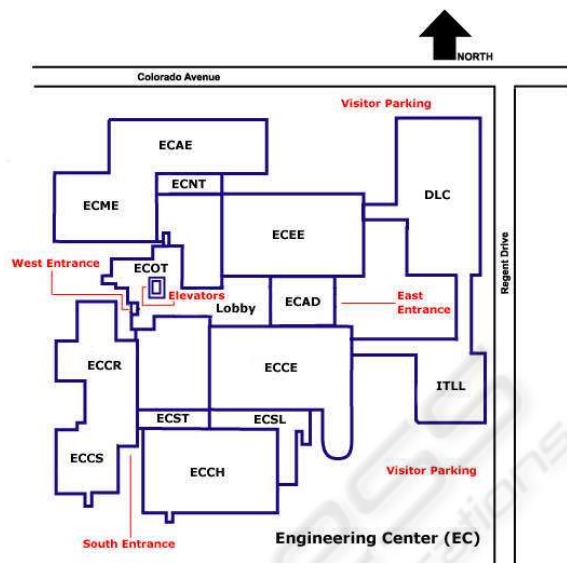 NORTH
Colorado Avenue
Visitor Parking
ECAE
ECNT
ECME
DLC
ECEE
West Entrance
ECOT
Elevators
Lobby
ECAD
East
Entrance
Regent Drive
ECCR
ECCE
ITLL
ECST
ECSL
ECCS
ECCH
Visitor Parking
South Entrance
Engineering Center (EC)